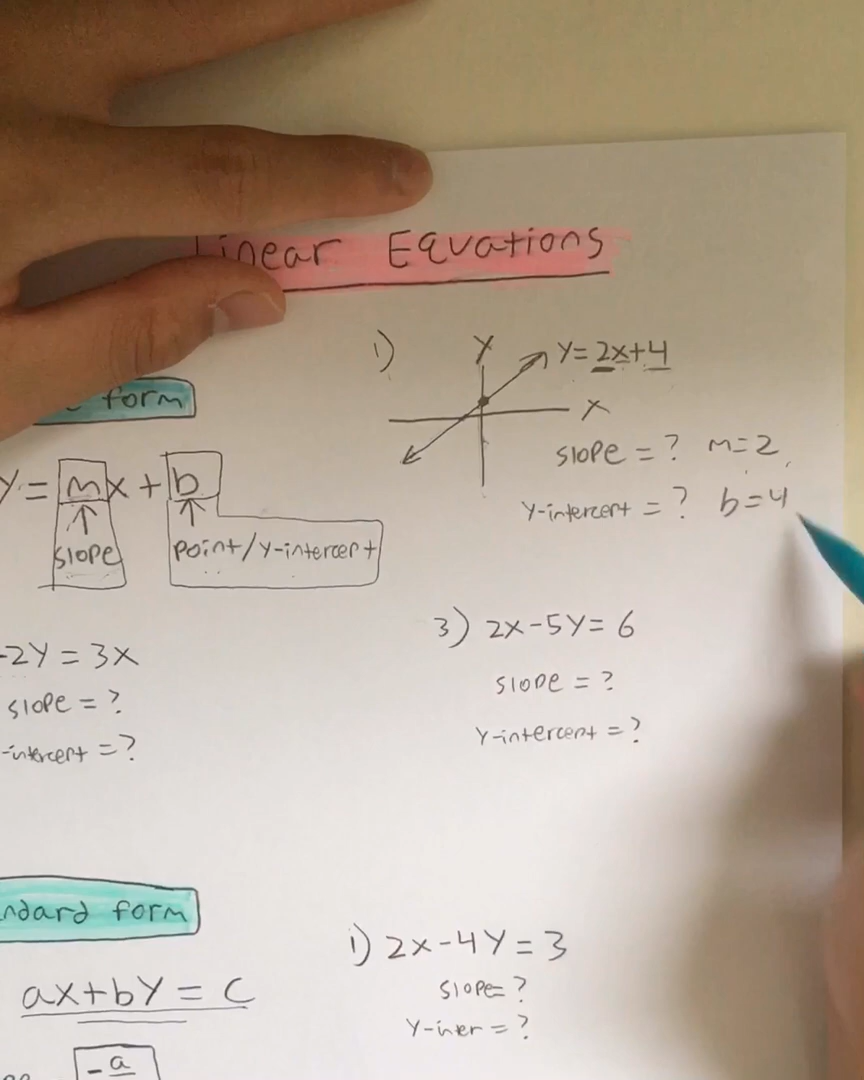 Linear Equations
form
1)
Y
Y= 2x+4
X
slope = ? m=2
Y-intercept = ? b=4
Y = mx + b
slope
point/Y-intercept
-2Y = 3X
slope = ?
-intercept = ?
3) 2X-5Y= 6
slope = ?
Y-intercept = ?
ndard form
ax+bY = C
-a
1) 2X-4Y = 3
slope= ?
Y-iner = ?